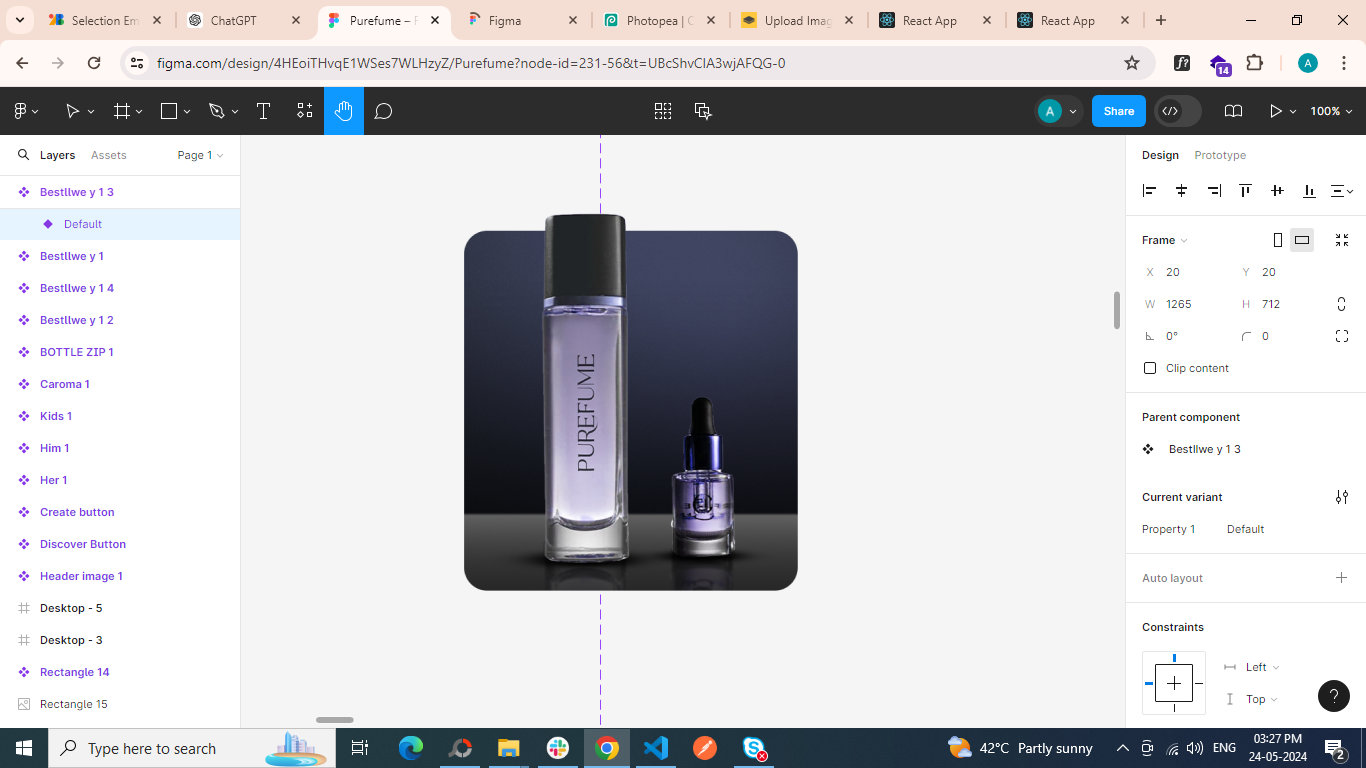 Selection Em
ChatGPT
Purefume – F
Figma
Photopea | O
Upload Imag
React App
React App
figma.com/design/4HEoiTHvqE1WSes7WLHzyZ/Purefume?node-id=231-56&t=UBcShvCIA3wjAFQG-0
f?
14
A
A
Share
100%
Layers
Assets
Page 1
Bestllwe y 1 3
Default
Bestllwe y 1
Bestllwe y 1 4
Bestllwe y 1 2
BOTTLE ZIP 1
Caroma 1
Kids 1
Him 1
Her 1
Create button
Discover Button
Header image 1
Desktop - 5
Desktop - 3
Rectangle 14
Rectangle 15
PUREFUME
Design
Prototype
Frame
X 20
Y 20
W 1265
H 712
0°
0
Clip content
Parent component
Bestllwe y 1 3
Current variant
Property 1
Default
Auto layout
Constraints
Left
Top
?
Type here to search
42°C Partly sunny
ENG
03:27 PM
24-05-2024
2